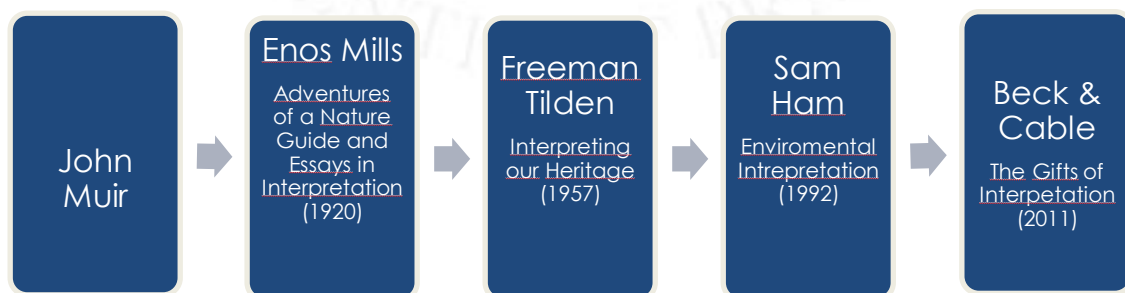 John
Muir
Enos Mills
Adventures
of a Nature
Guide and
Essays in
Interpretation
(1920)
Freeman
Tilden
Interpreting
our Heritage
(1957)
Sam
Ham
Enviromental
Intrepretation
(1992)
Beck &
Cable
The Gifts of
Interpetation
(2011)